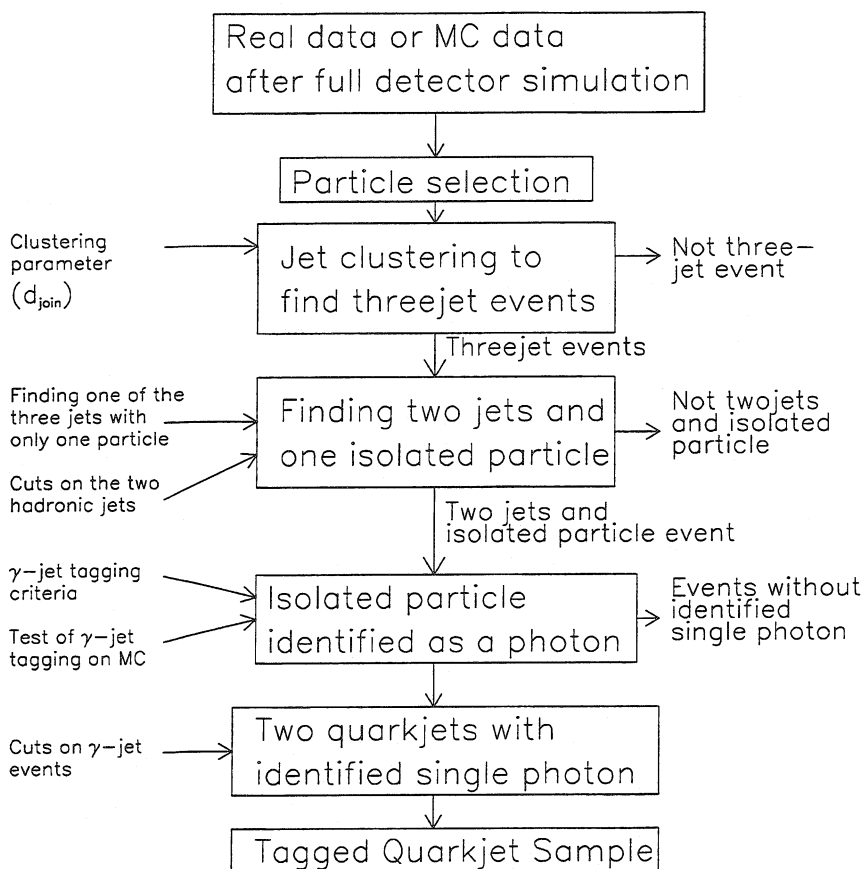 Real data or MC data
after full detector simulation
Particle selection
Clustering
parameter
(d_join)
Jet clustering to
find threejet events
Not three-
jet event
Threejet events
Finding one of the
three jets with
only one particle
Cuts on the two
hadronic jets
Finding two jets and
one isolated particle
Not twojets
and isolated
particle
Two jets and
isolated particle event
γ-jet tagging
criteria
Test of γ-jet
tagging on MC
Isolated particle
identified as a photon
Events without
identified
single photon
Cuts on γ-jet
events
Two quarkjets with
identified single photon
Tagged Quarkjet Sample